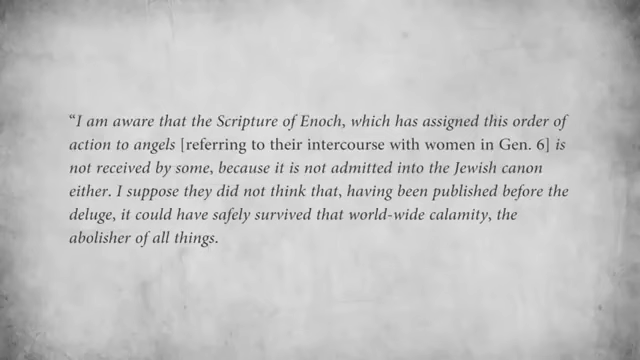 “I am aware that the Scripture of Enoch, which has assigned this order of
action to angels [referring to their intercourse with women in Gen. 6] is
not received by some, because it is not admitted into the Jewish canon
either. I suppose they did not think that, having been published before the
deluge, it could have safely survived that world-wide calamity, the
abolisher of all things.